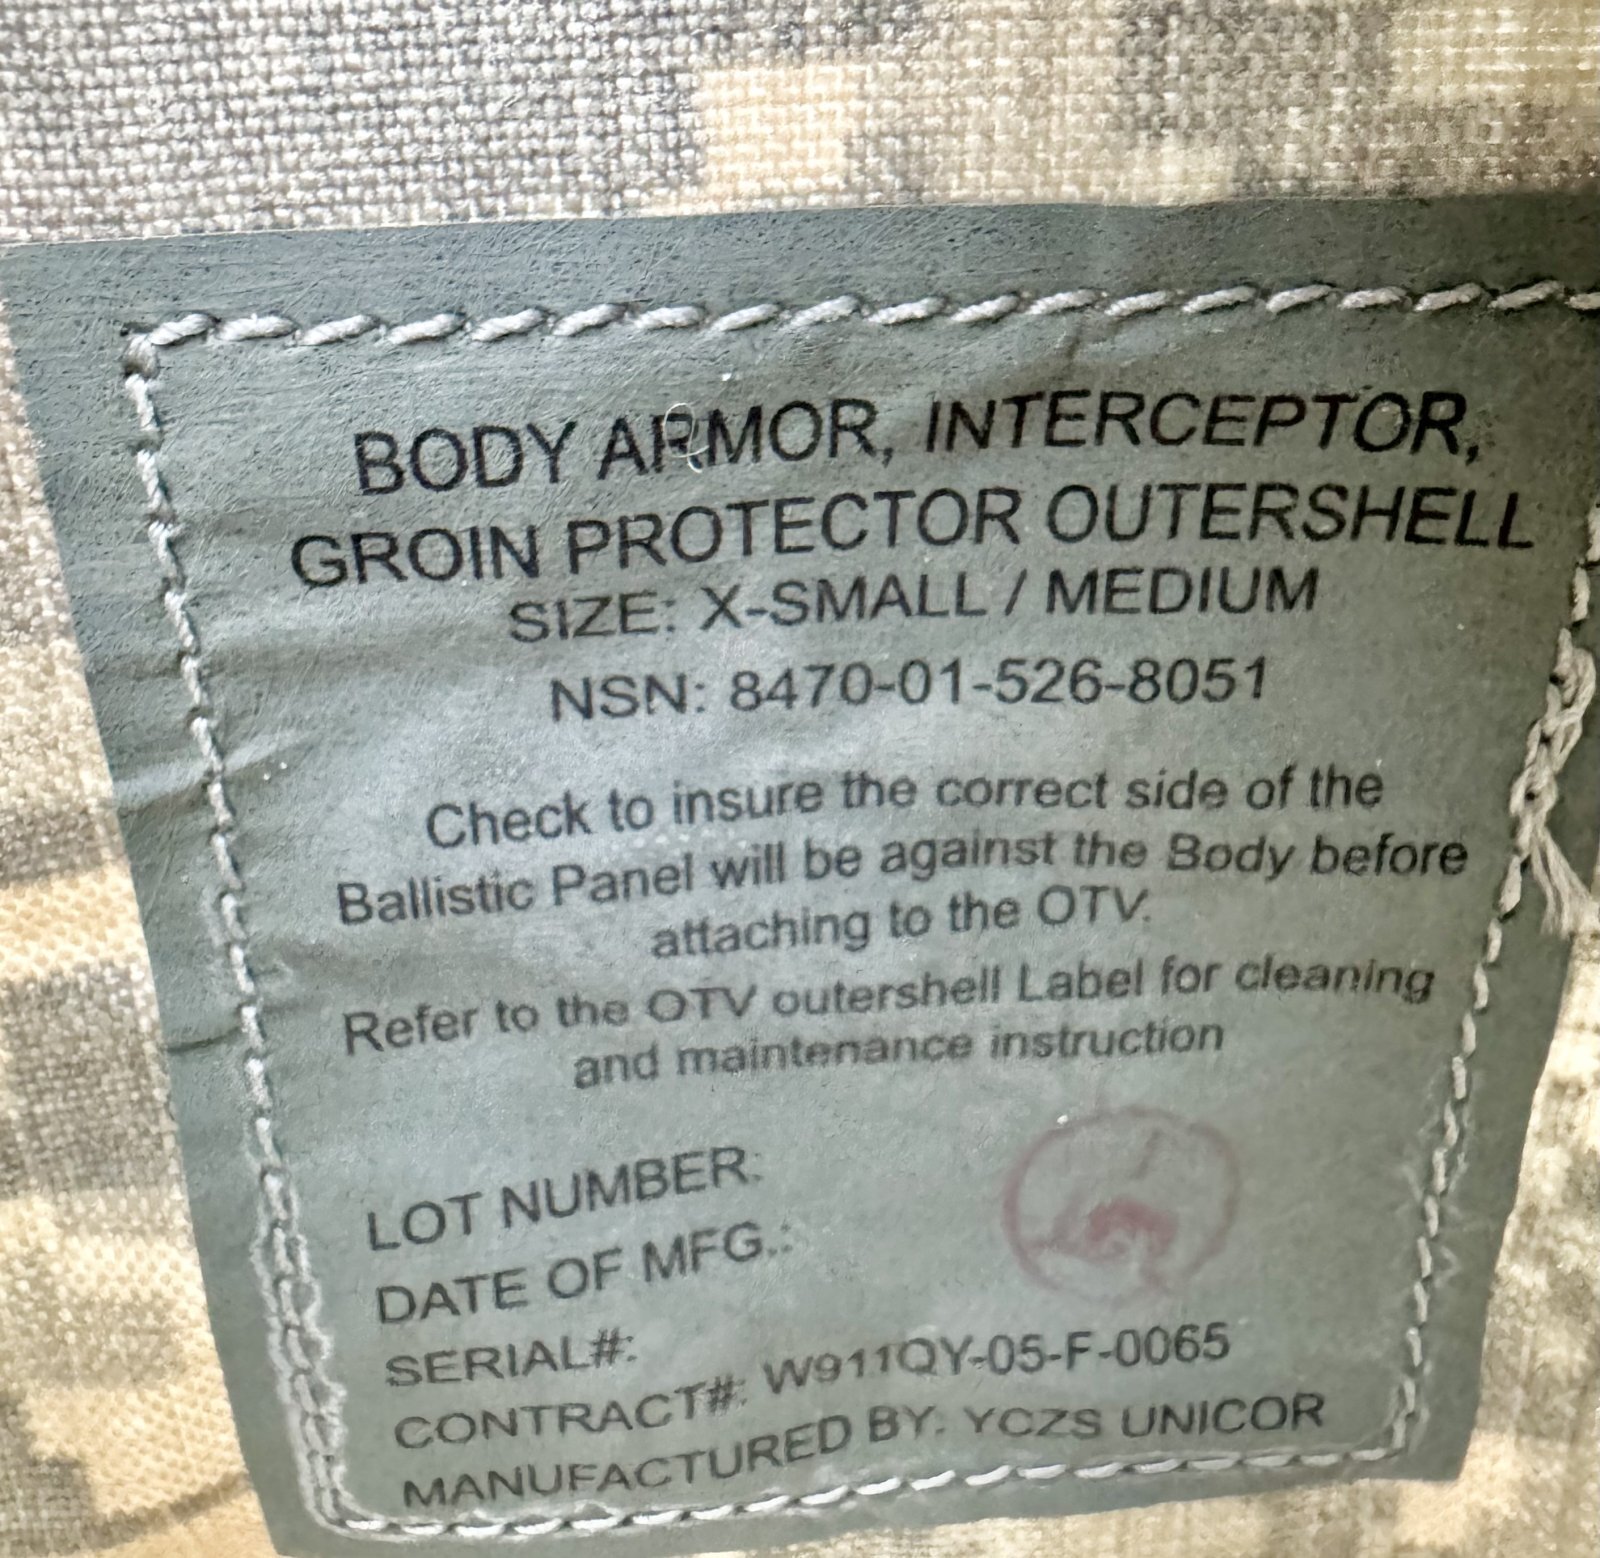 BODY ARMOR, INTERCEPTOR,
GROIN PROTECTOR OUTERSHELL
SIZE: X-SMALL / MEDIUM
NSN: 8470-01-526-8051
Check to insure the correct side of the
Ballistic Panel will be against the Body before
attaching to the OTV.
Refer to the OTV outershell Label for cleaning
and maintenance instruction
LOT NUMBER:
DATE OF MFG.:
SERIAL#:
CONTRACT#: W911QY-05-F-0065
MANUFACTURED BY: YCZS UNICOR